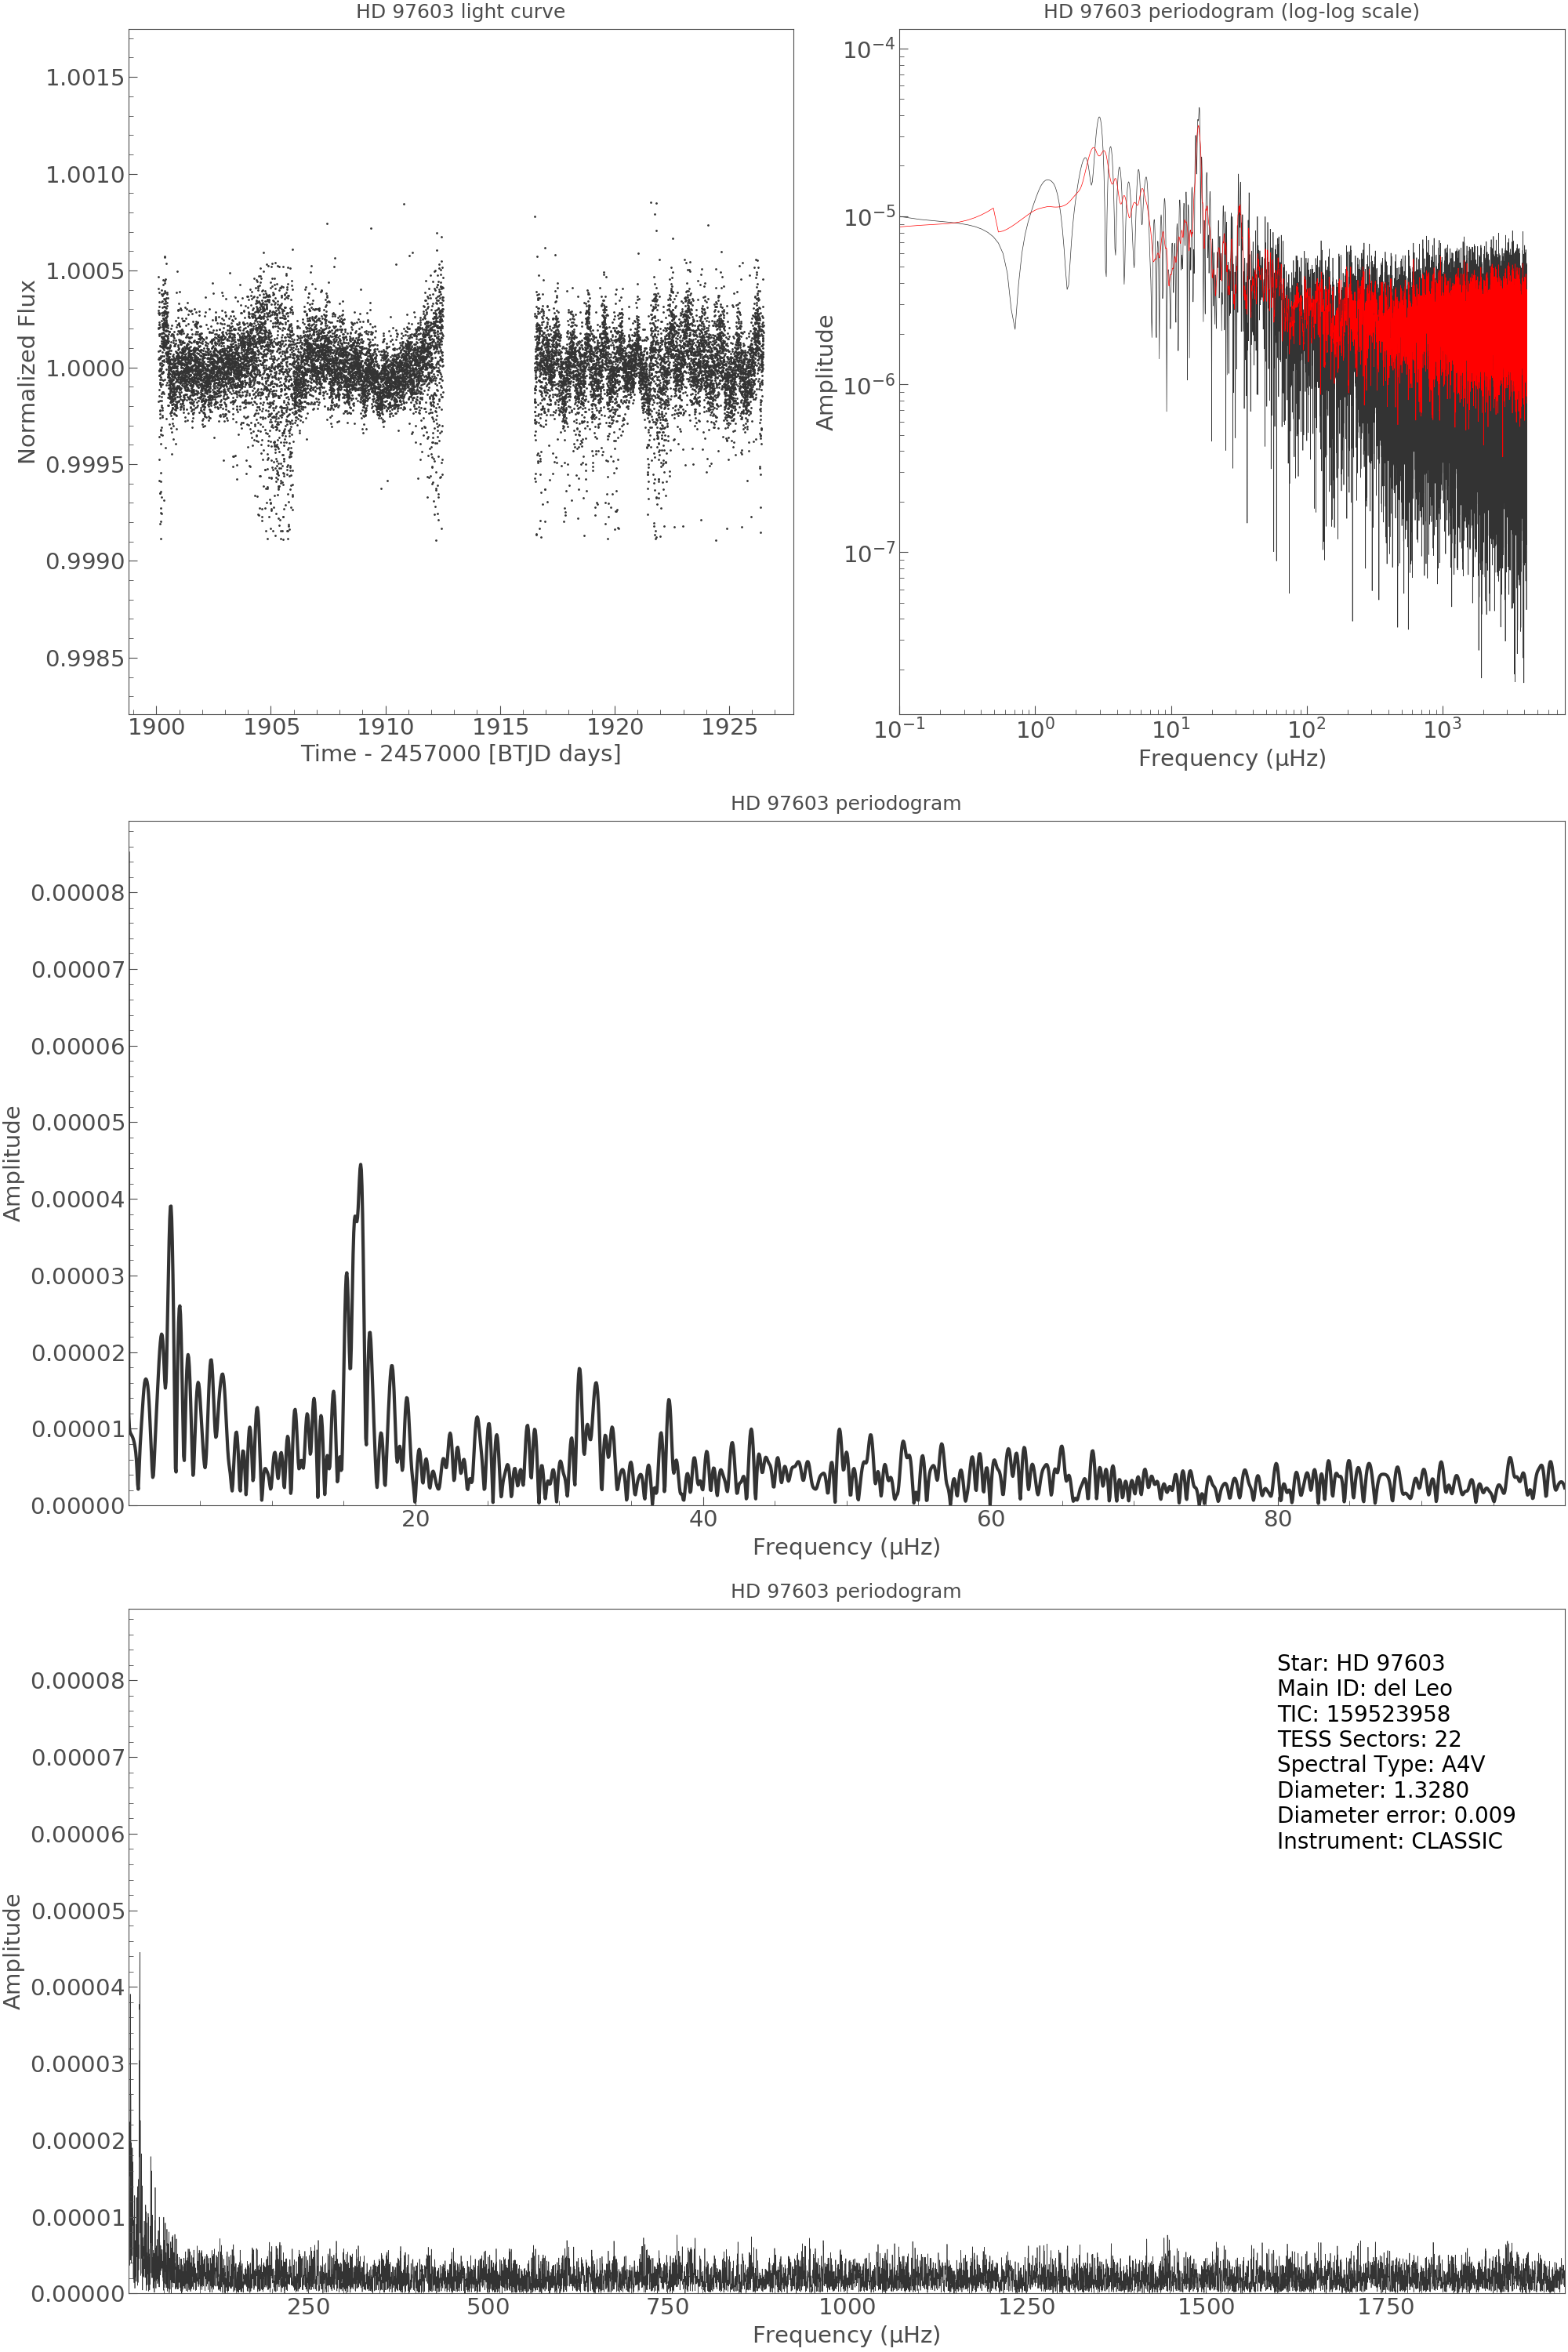 HD 97603 light curve
1.0015
1.0010
1.0005
1.0000
0.9995
0.9990
0.9985
Normalized Flux
1900 1905 1910 1915 1920 1925
Time - 2457000 [BTJD days]
HD 97603 periodogram (log-log scale)
10⁻⁴
10⁻⁵
10⁻⁶
10⁻⁷
Amplitude
10⁻¹ 10⁰ 10¹ 10² 10³
Frequency (µHz)
HD 97603 periodogram
0.00008
0.00007
0.00006
0.00005
0.00004
0.00003
0.00002
0.00001
0.00000
Amplitude
20 40 60 80
Frequency (µHz)
HD 97603 periodogram
0.00008
0.00007
0.00006
0.00005
0.00004
0.00003
0.00002
0.00001
0.00000
Amplitude
Star: HD 97603
Main ID: del Leo
TIC: 159523958
TESS Sectors: 22
Spectral Type: A4V
Diameter: 1.3280
Diameter error: 0.009
Instrument: CLASSIC
250 500 750 1000 1250 1500 1750
Frequency (µHz)